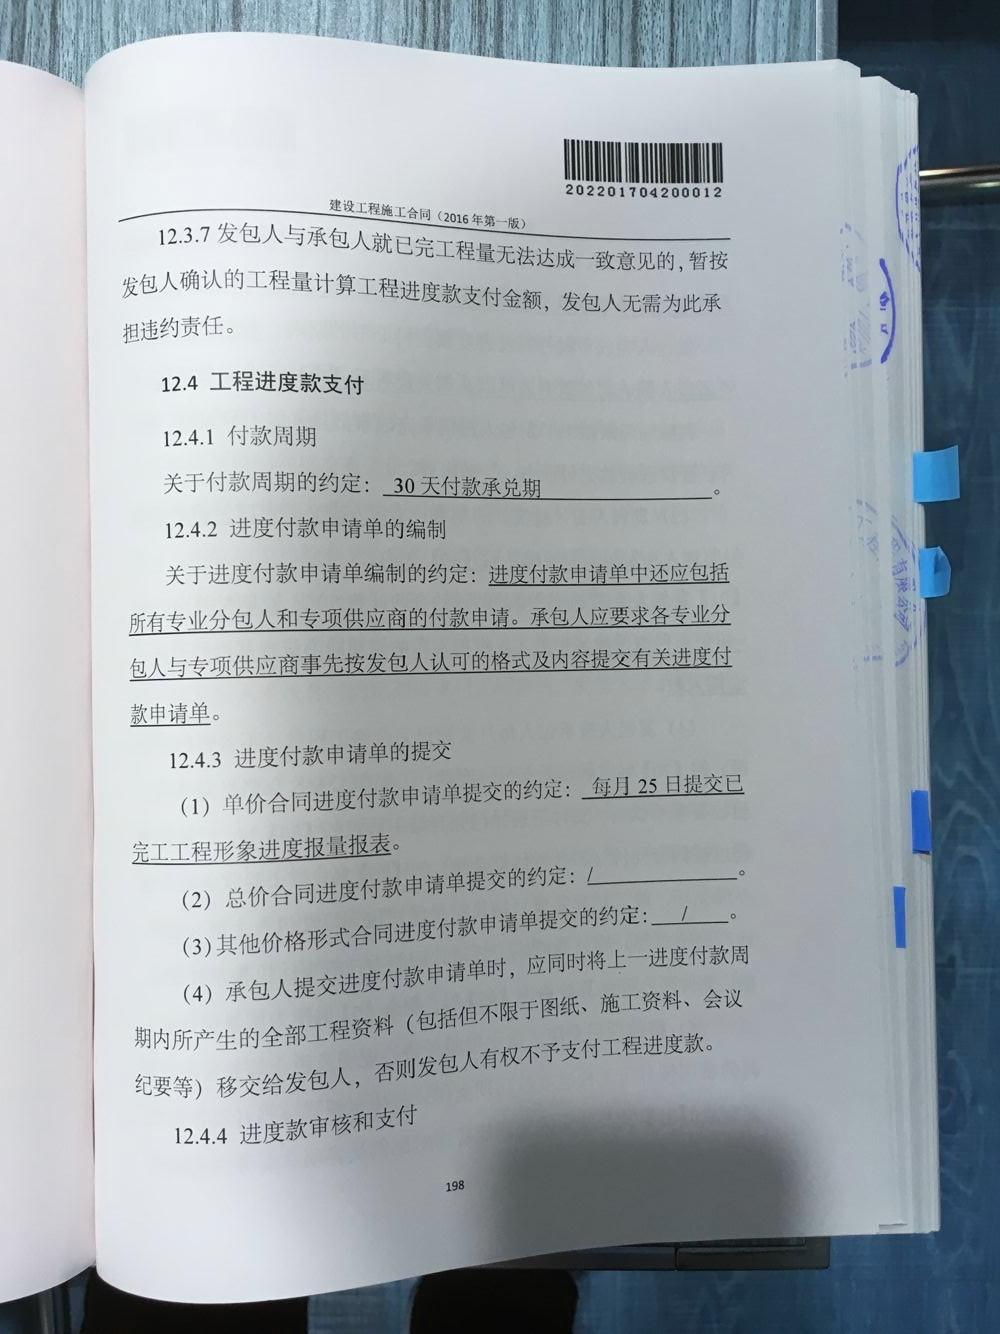 202201704200012
建设工程施工合同（2016年第一版）
12.3.7 发包人与承包人就已完工程量无法达成一致意见的，暂按
发包人确认的工程量计算工程进度款支付金额，发包人无需为此承
担违约责任。
12.4 工程进度款支付
12.4.1 付款周期
关于付款周期的约定： 30 天付款承兑期 。
12.4.2 进度付款申请单的编制
关于进度付款申请单编制的约定：进度付款申请单中还应包括
所有专业分包人和专项供应商的付款申请。承包人应要求各专业分
包人与专项供应商事先按发包人认可的格式及内容提交有关进度付
款申请单。
12.4.3 进度付款申请单的提交
（1）单价合同进度付款申请单提交的约定： 每月 25 日提交已
完工工程形象进度报量报表。
（2）总价合同进度付款申请单提交的约定：/ 。
（3）其他价格形式合同进度付款申请单提交的约定： / 。
（4）承包人提交进度付款申请单时，应同时将上一进度付款周
期内所产生的全部工程资料（包括但不限于图纸、施工资料、会议
纪要等）移交给发包人，否则发包人有权不予支付工程进度款。
12.4.4 进度款审核和支付
198